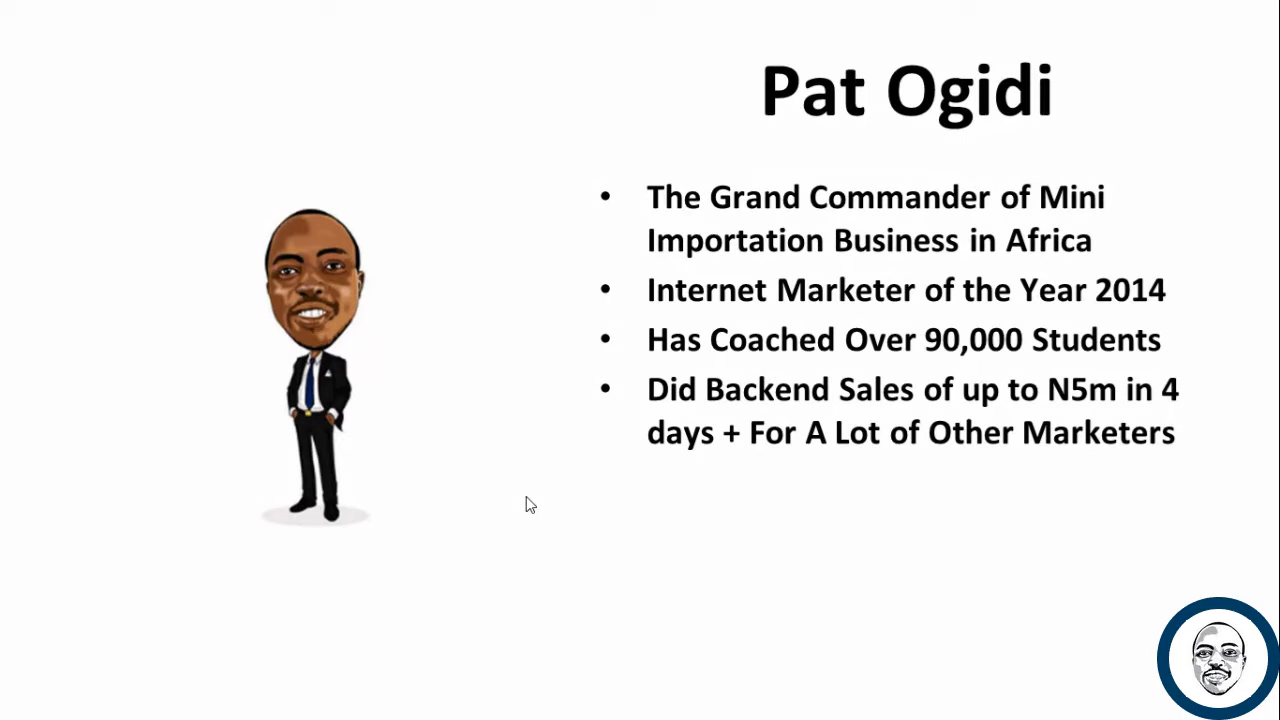 Pat Ogidi
• The Grand Commander of Mini
Importation Business in Africa
• Internet Marketer of the Year 2014
• Has Coached Over 90,000 Students
• Did Backend Sales of up to N5m in 4
days + For A Lot of Other Marketers